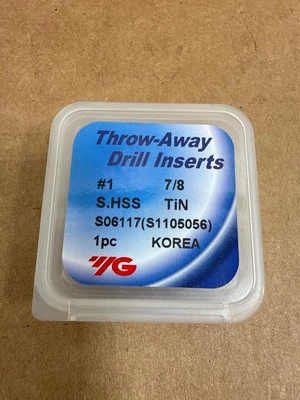 Throw-Away
Drill Inserts
#1 7/8
S.HSS TiN
S06117(S1105056)
1pc KOREA
YG